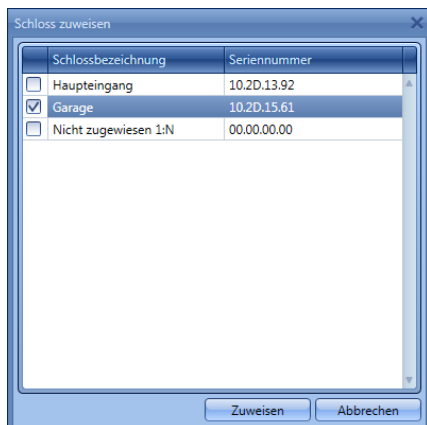 Schloss zuweisen
Schlossbezeichnung Seriennummer
Haupteingang 10.2D.13.92
Garage 10.2D.15.61
Nicht zugewiesen 1:N 00.00.00.00
Zuweisen Abbrechen